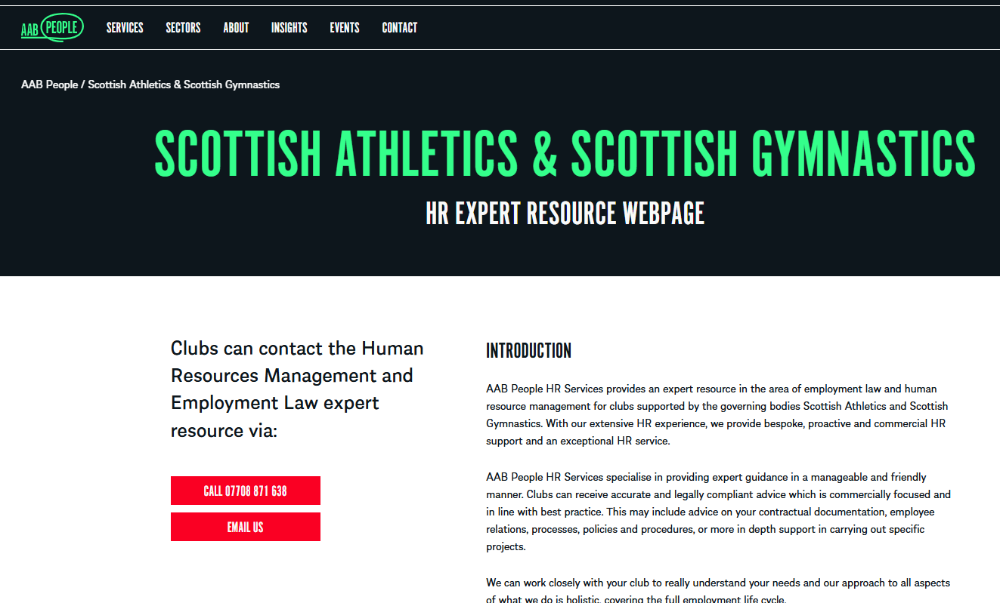 AAB PEOPLE SERVICES SECTORS ABOUT INSIGHTS EVENTS CONTACT
AAB People / Scottish Athletics & Scottish Gymnastics
SCOTTISH ATHLETICS & SCOTTISH GYMNASTICS
HR EXPERT RESOURCE WEBPAGE
Clubs can contact the Human
Resources Management and
Employment Law expert
resource via:
CALL 07708 871 638
EMAIL US
INTRODUCTION
AAB People HR Services provides an expert resource in the area of employment law and human
resource management for clubs supported by the governing bodies Scottish Athletics and Scottish
Gymnastics. With our extensive HR experience, we provide bespoke, proactive and commercial HR
support and an exceptional HR service.
AAB People HR Services specialise in providing expert guidance in a manageable and friendly
manner. Clubs can receive accurate and legally compliant advice which is commercially focused and
in line with best practice. This may include advice on your contractual documentation, employee
relations, processes, policies and procedures, or more in depth support in carrying out specific
projects.
We can work closely with your club to really understand your needs and our approach to all aspects
of what we do is holistic, covering the full employment life cycle.